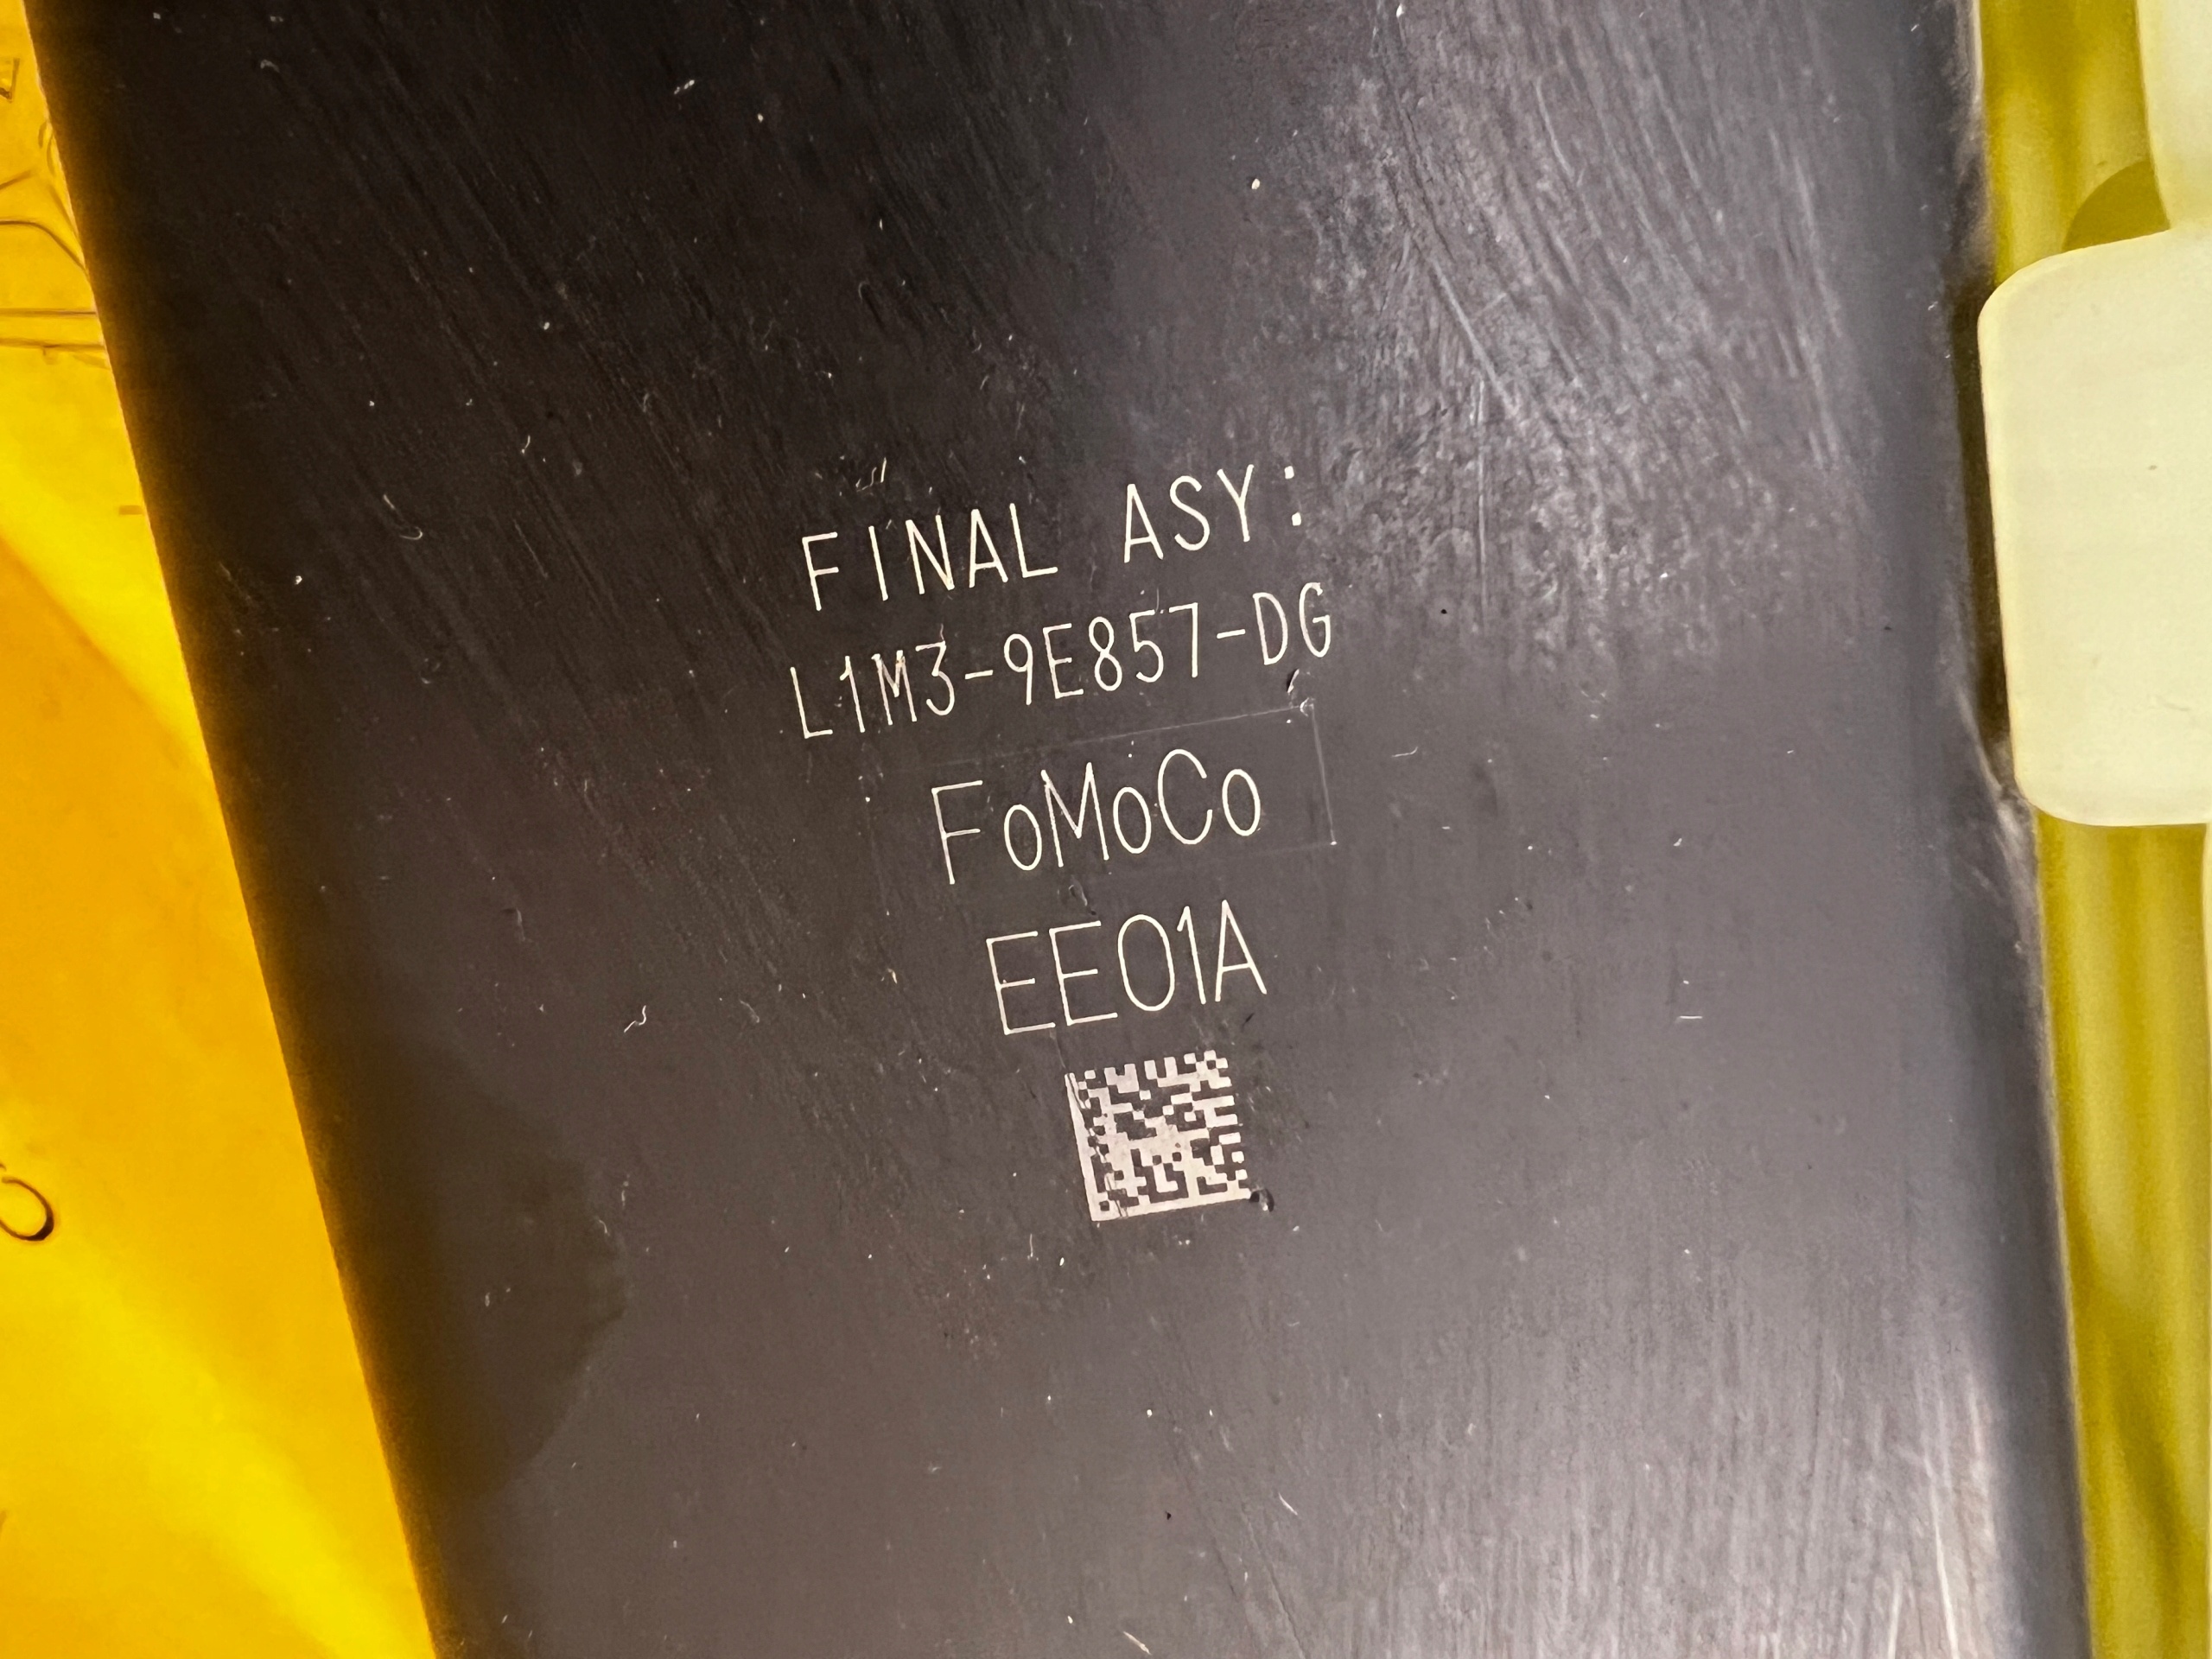 FINAL ASY:
L1M3-9E857-DG
FoMoCo
EE01A